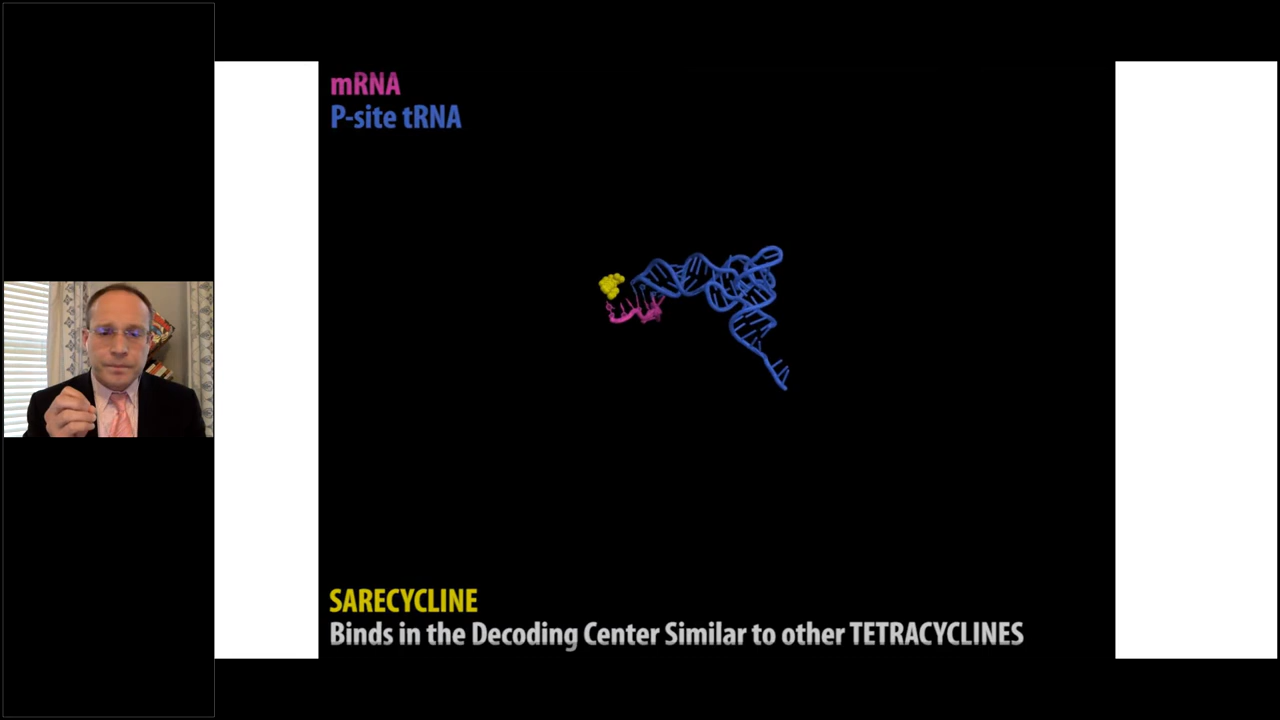 mRNA
P-site tRNA
SARECYCLINE
Binds in the Decoding Center Similar to other TETRACYCLINES